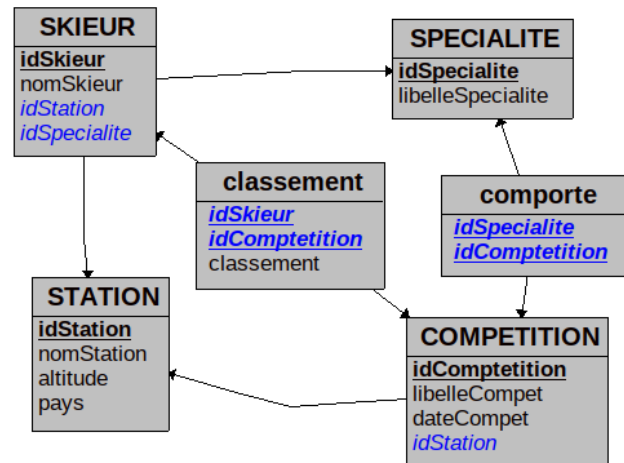 SKIEUR
idSkieur
nomSkieur
idStation
idSpecialite
SPECIALITE
idSpecialite
libelleSpecialite
classement
idSkieur
idComptetition
classement
comporte
idSpecialite
idComptetition
STATION
idStation
nomStation
altitude
pays
COMPETITION
idComptetition
libelleCompet
dateCompet
idStation